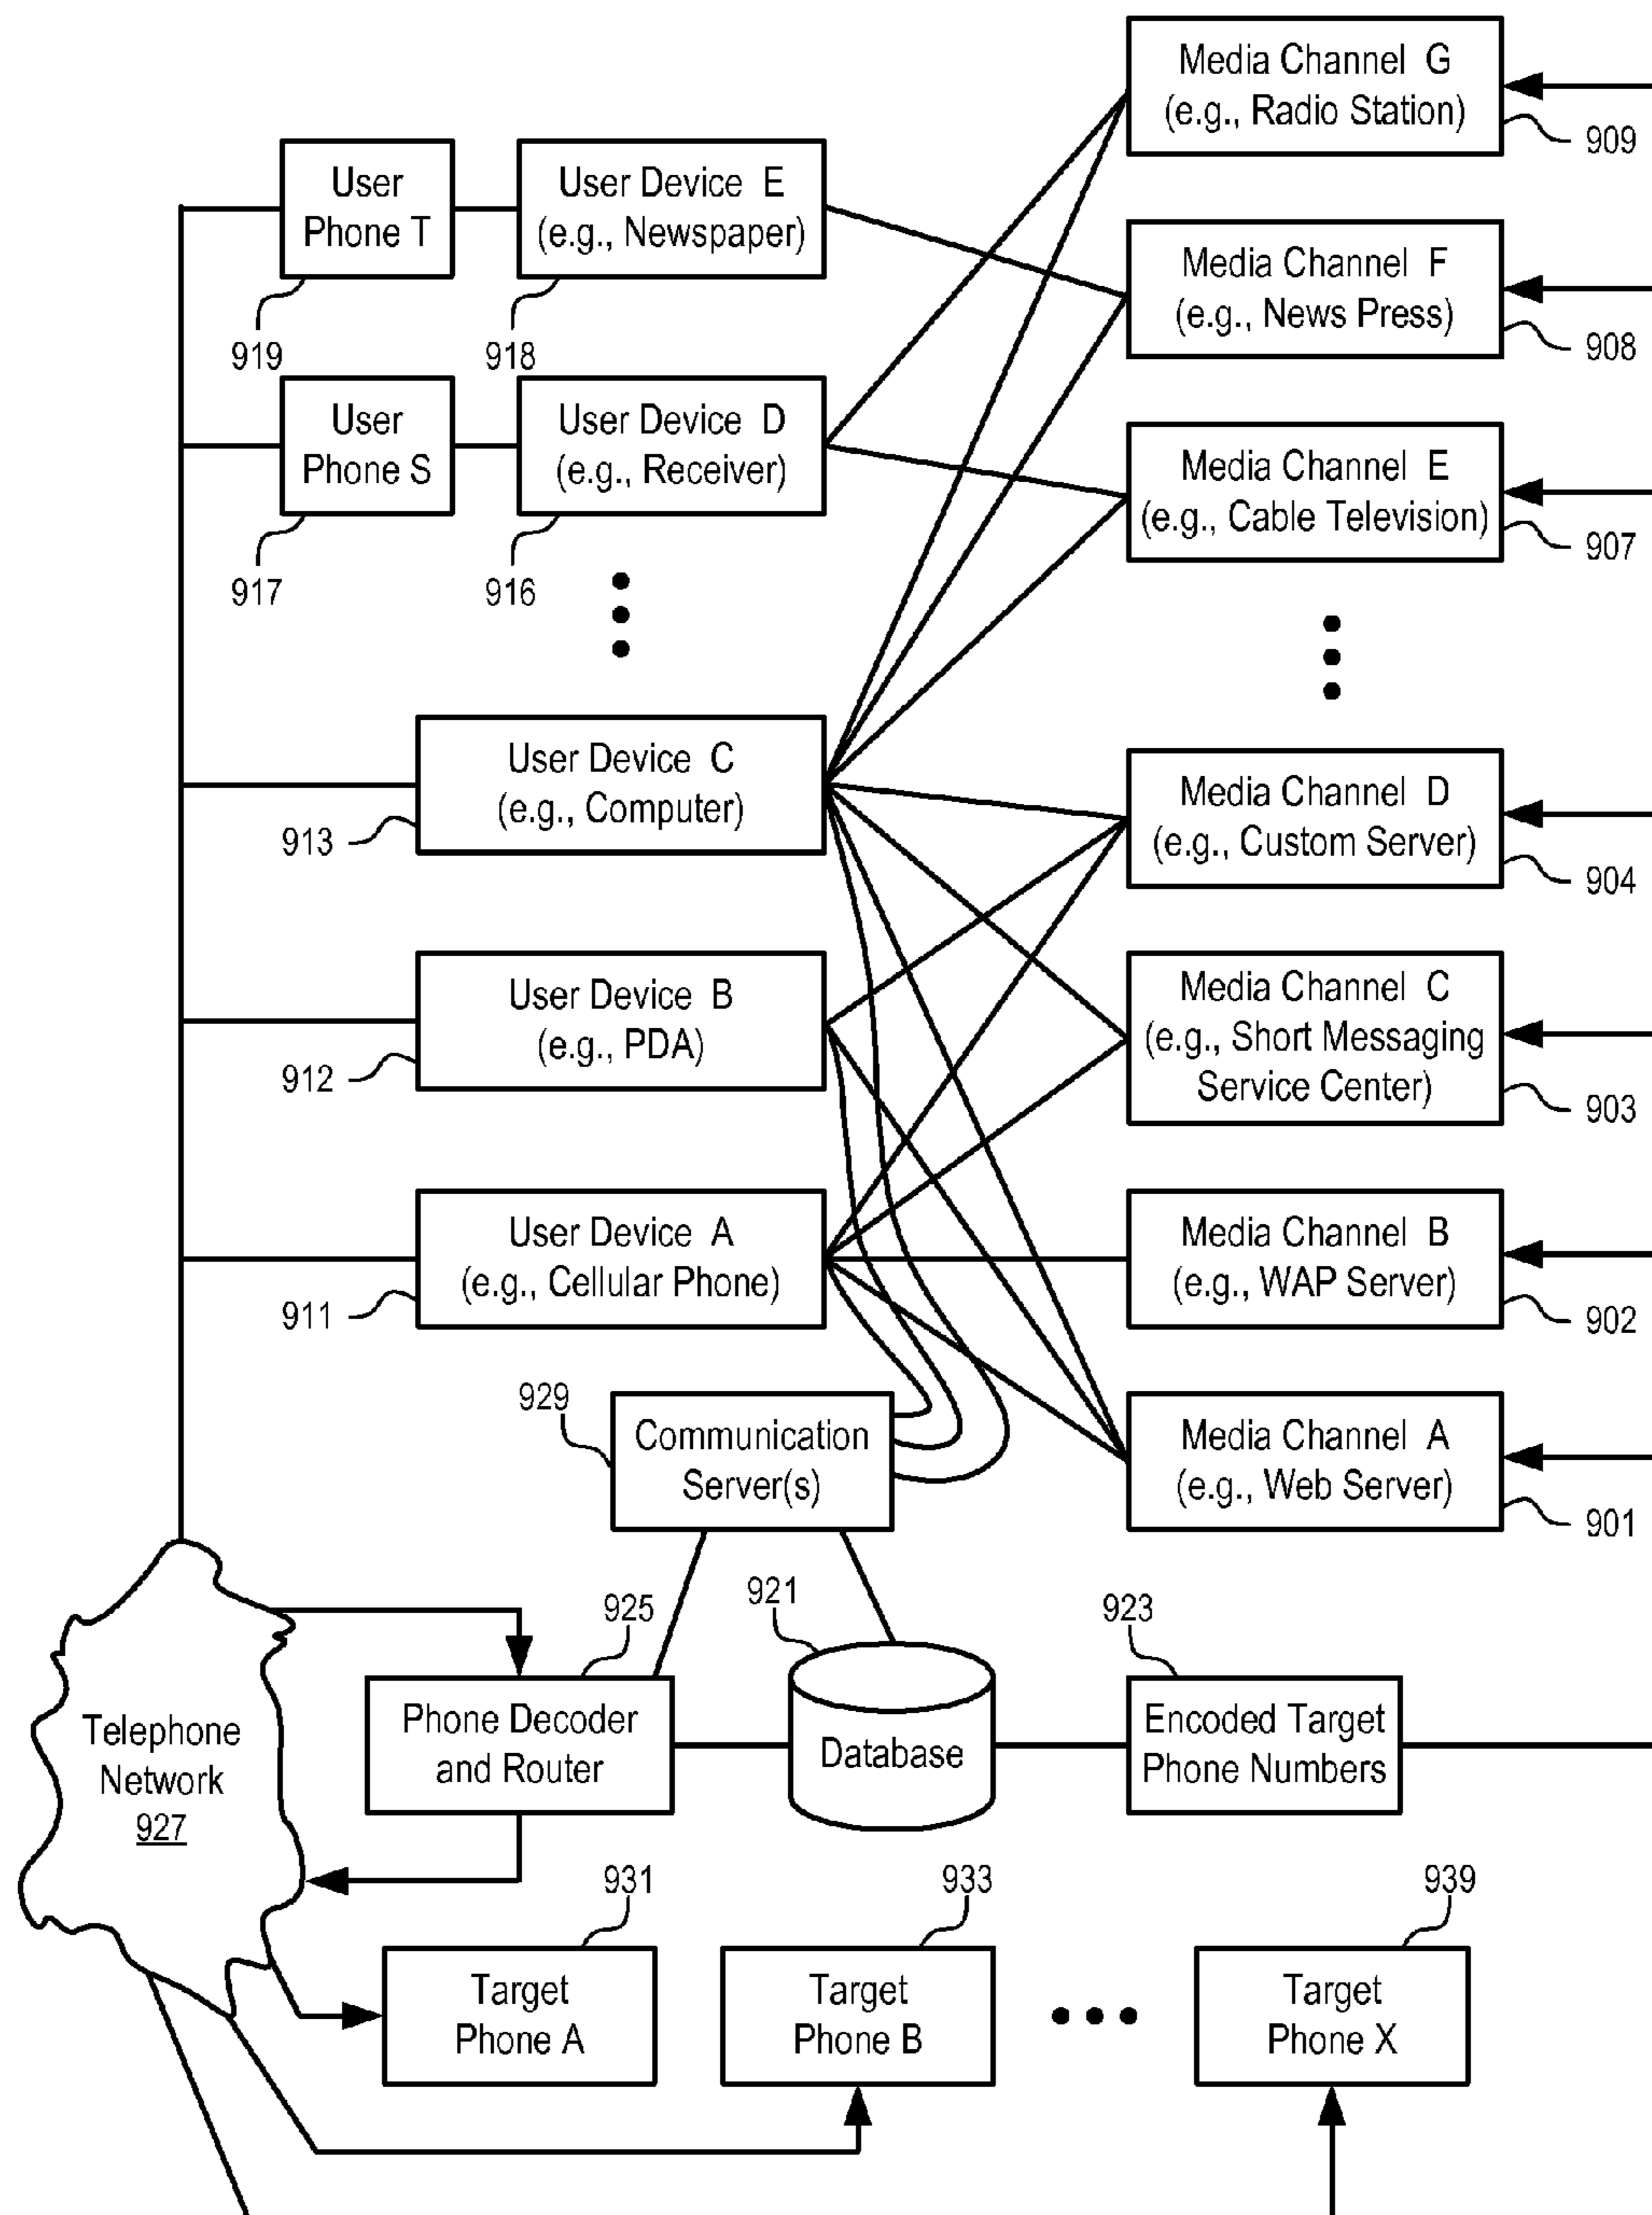 Media Channel G
(e.g., Radio Station)
909
User
Phone T
919
User Device E
(e.g., Newspaper)
918
Media Channel F
(e.g., News Press)
908
User
Phone S
917
User Device D
(e.g., Receiver)
916
Media Channel E
(e.g., Cable Television)
907
User Device C
(e.g., Computer)
913
Media Channel D
(e.g., Custom Server)
904
User Device B
(e.g., PDA)
912
Media Channel C
(e.g., Short Messaging
Service Center)
903
User Device A
(e.g., Cellular Phone)
911
Media Channel B
(e.g., WAP Server)
902
929
Communication
Server(s)
Media Channel A
(e.g., Web Server)
901
Telephone
Network
927
925
Phone Decoder
and Router
921
Database
923
Encoded Target
Phone Numbers
931
Target
Phone A
933
Target
Phone B
939
Target
Phone X